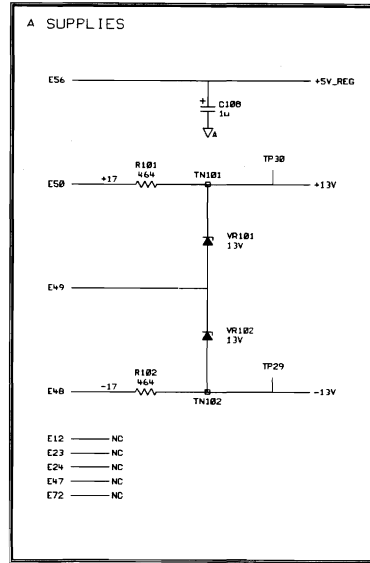 A SUPPLIES
E56 +5V_REG
+ C108
1u
A
R101 TP30
464 TN101
E50 +17 +13V
VR101
13V
E49
VR102
13V
R102 TP29
464
E48 -17 -13V
TN102
E12 NC
E23 NC
E24 NC
E47 NC
E72 NC